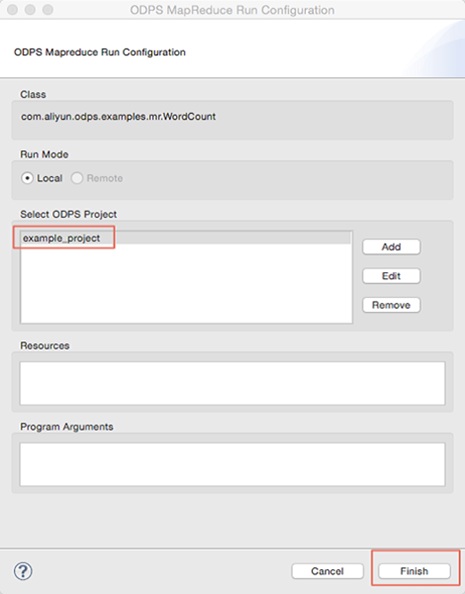 ODPS MapReduce Run Configuration
ODPS Mapreduce Run Configuration
Class
com.aliyun.odps.examples.mr.WordCount
Run Mode
Local Remote
Select ODPS Project
example_project
Add
Edit
Remove
Resources
Program Arguments
? Cancel Finish